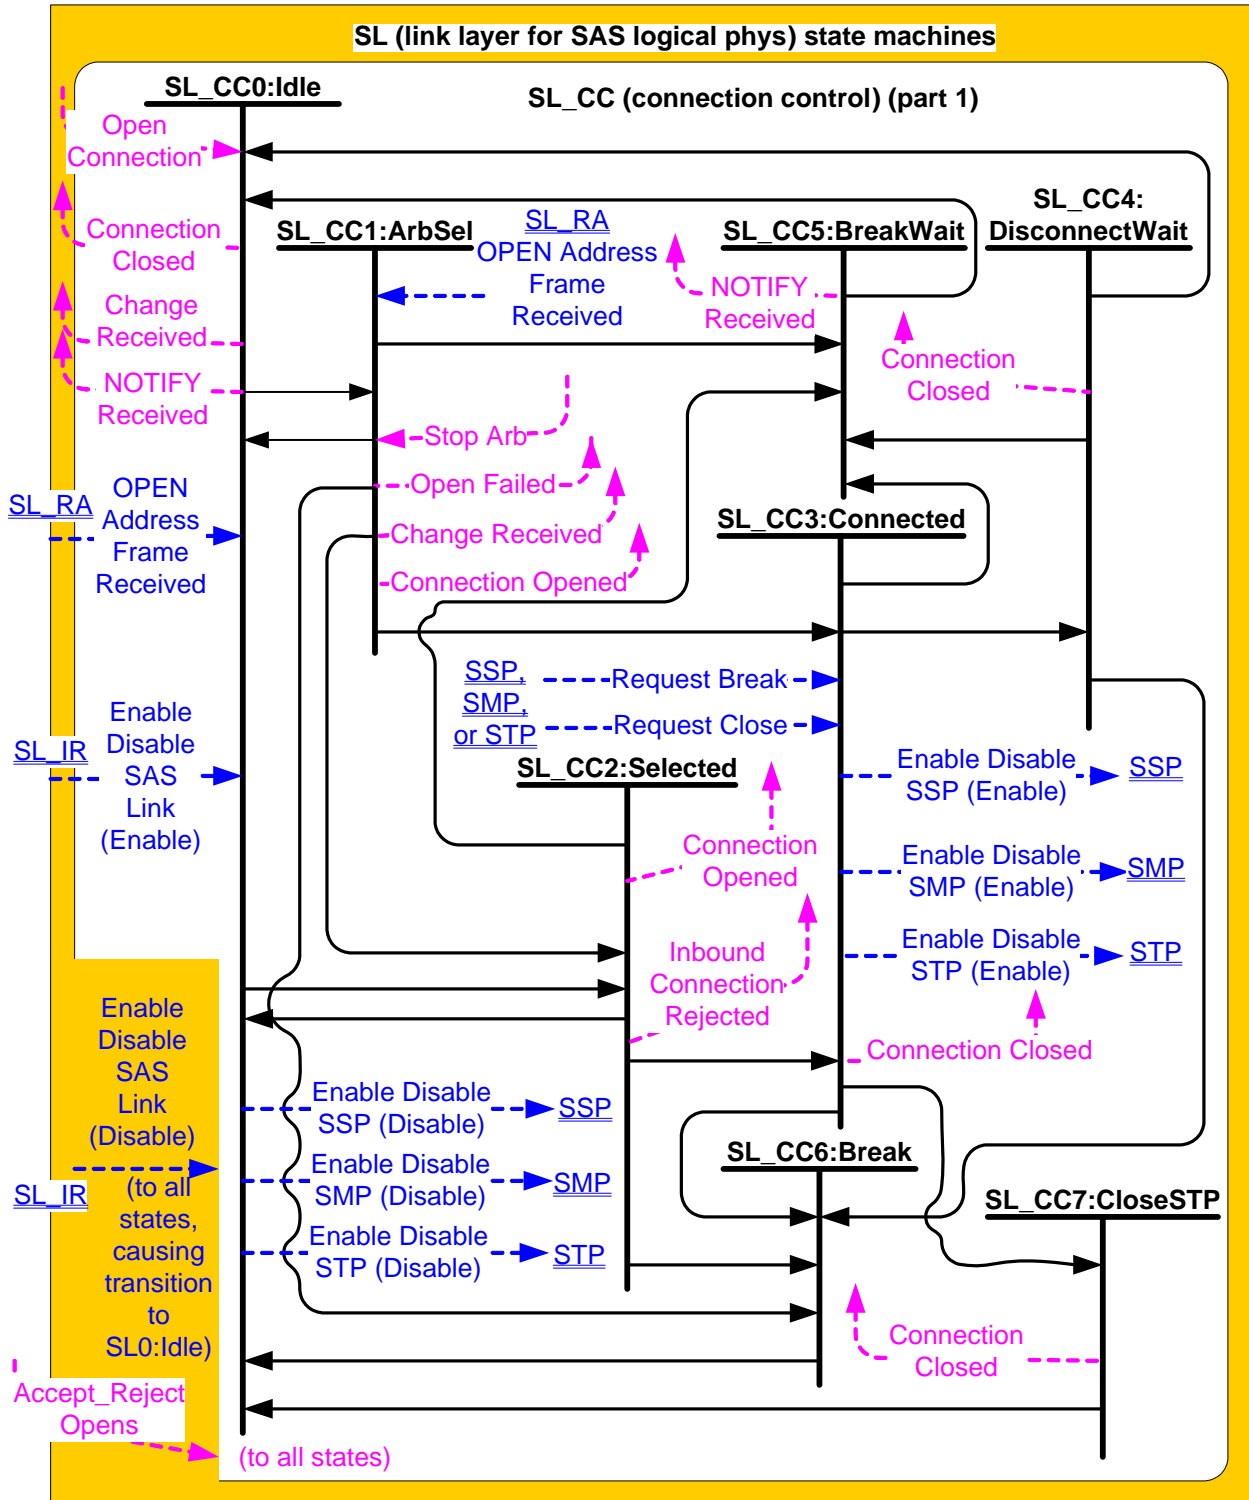 SL (link layer for SAS logical phys) state machines
SL_CC (connection control) (part 1)
SL_CC0:Idle
Open
Connection
Connection
Closed
Change
Received
NOTIFY
Received
SL_RA
OPEN
Address
Frame
Received
SL_IR
Enable
Disable
SAS
Link
(Enable)
Enable
Disable
SAS
Link
(Disable)
SL_IR
(to all
states,
causing
transition
to
SL0:Idle)
Accept_Reject
Opens
(to all states)
SL_CC1:ArbSel
SL_RA
OPEN Address
Frame
Received
Stop Arb
Open Failed
Change Received
Connection Opened
SL_CC5:BreakWait
NOTIFY
Received
SL_CC4:
DisconnectWait
Connection
Closed
SL_CC3:Connected
SSP,
SMP,
or STP
Request Break
Request Close
Enable Disable
SSP (Enable)
SSP
Enable Disable
SMP (Enable)
SMP
Enable Disable
STP (Enable)
STP
Connection Closed
SL_CC2:Selected
Connection
Opened
Inbound
Connection
Rejected
Enable Disable
SSP (Disable)
SSP
Enable Disable
SMP (Disable)
SMP
Enable Disable
STP (Disable)
STP
SL_CC6:Break
SL_CC7:CloseSTP
Connection
Closed